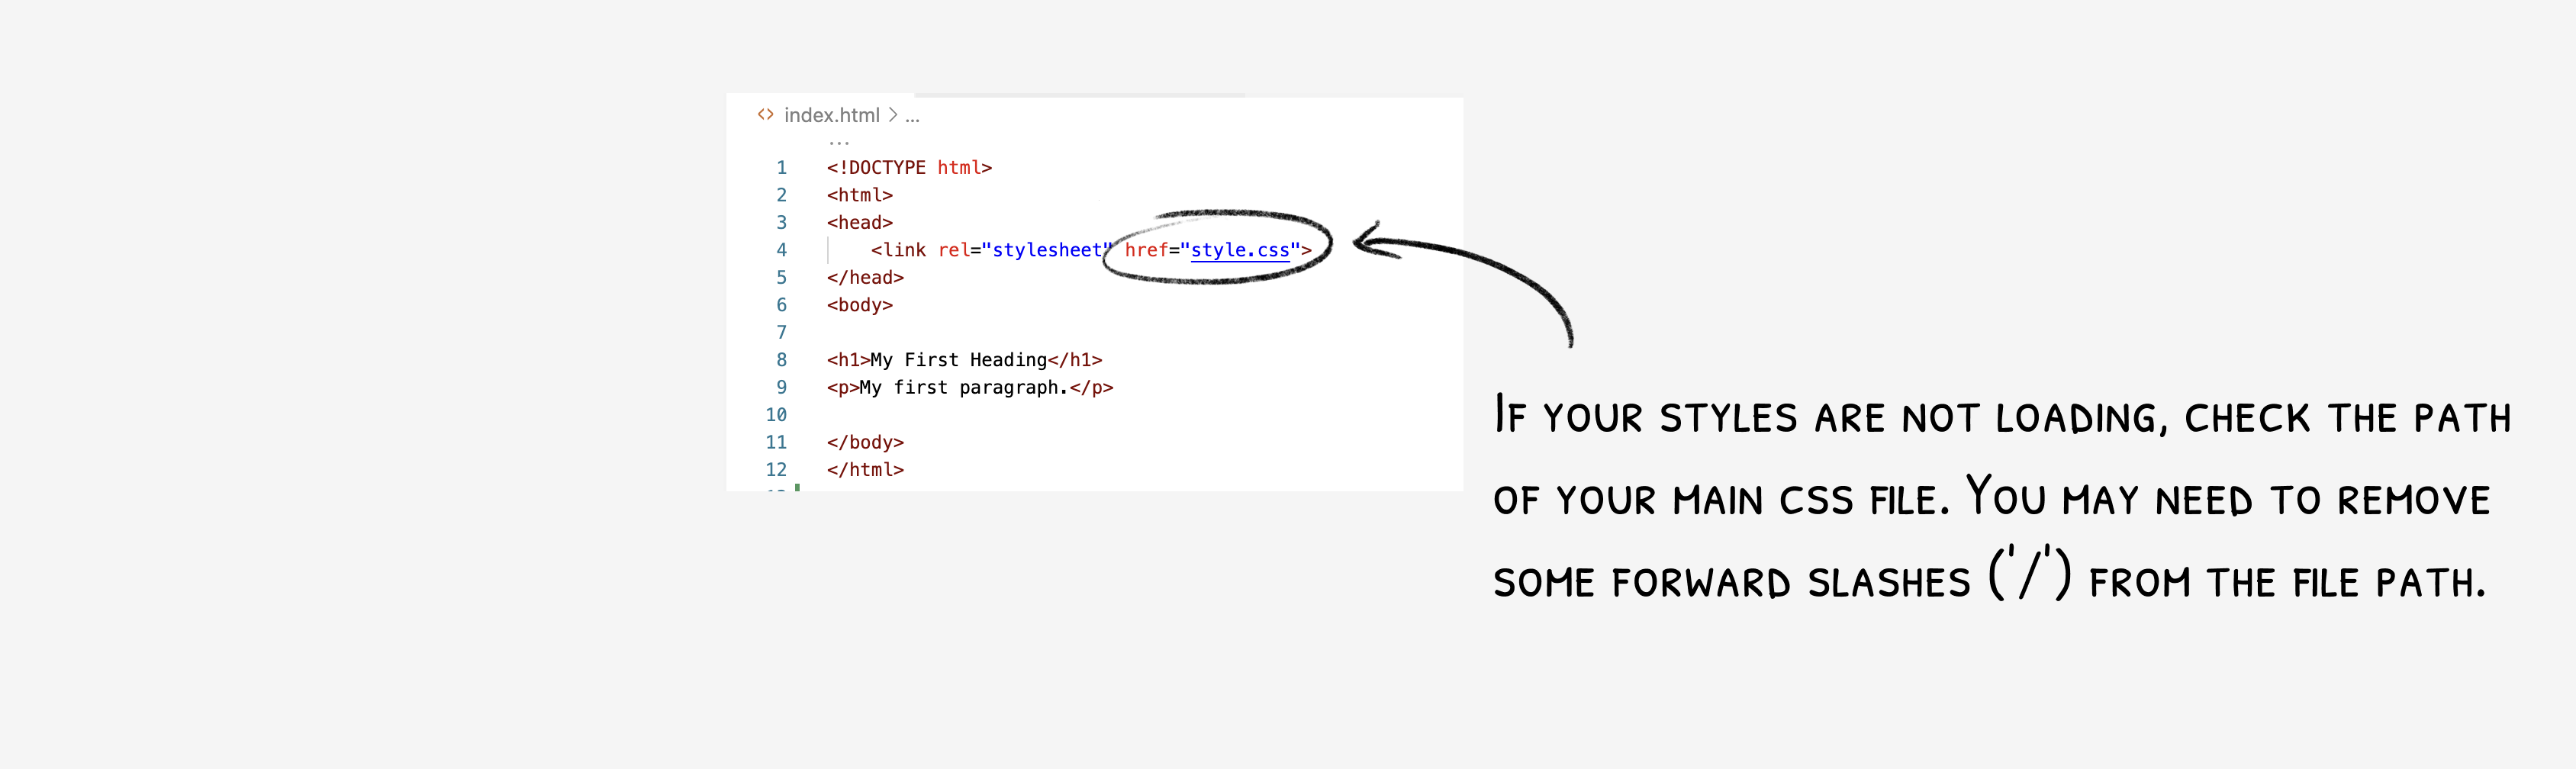 <> index.html > ...
...
1 <!DOCTYPE html>
2 <html>
3 <head>
4 <link rel="stylesheet" href="style.css">
5 </head>
6 <body>
7
8 <h1>My First Heading</h1>
9 <p>My first paragraph.</p>
10
11 </body>
12 </html>
If your styles are not loading, check the path
of your main css file. You may need to remove
some forward slashes ('/') from the file path.